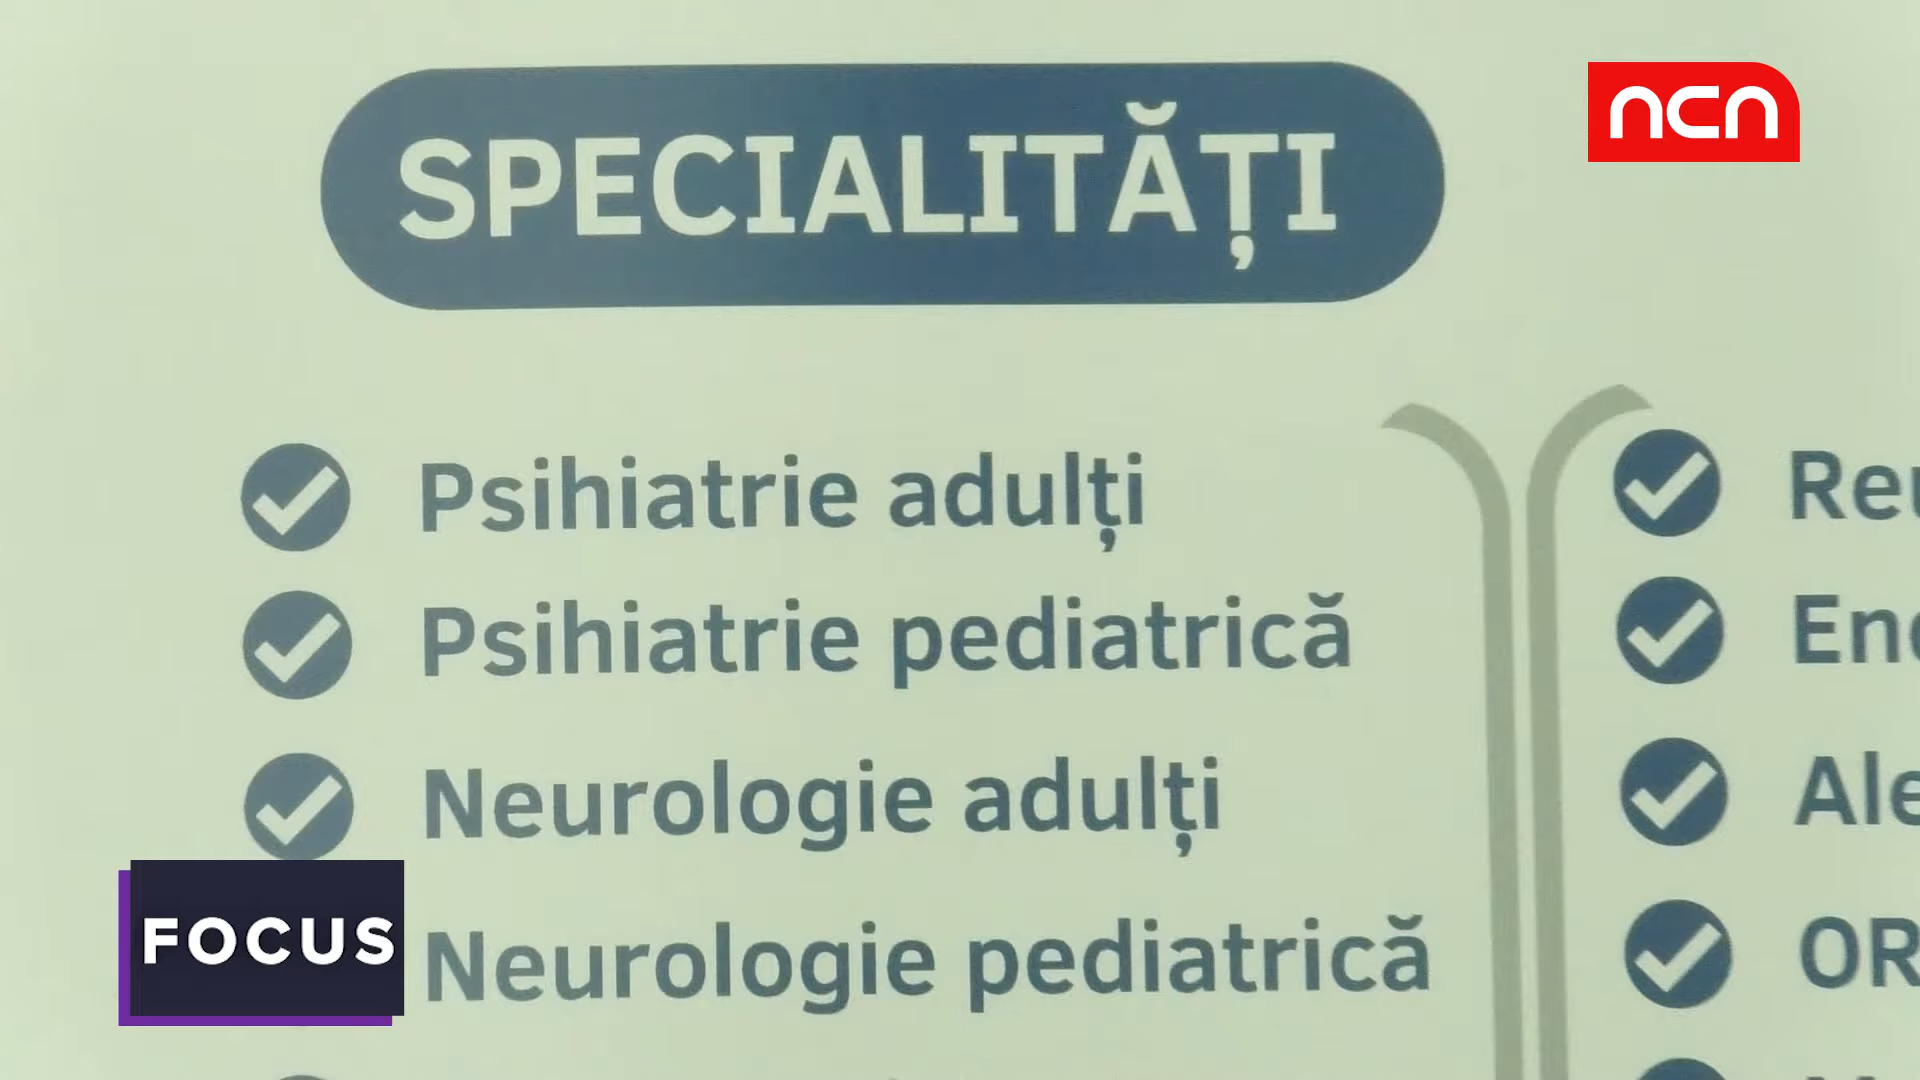 SPECIALITĂȚI
ncn
Psihiatrie adulți
Psihiatrie pediatrică
Neurologie adulți
Neurologie pediatrică
FOCUS